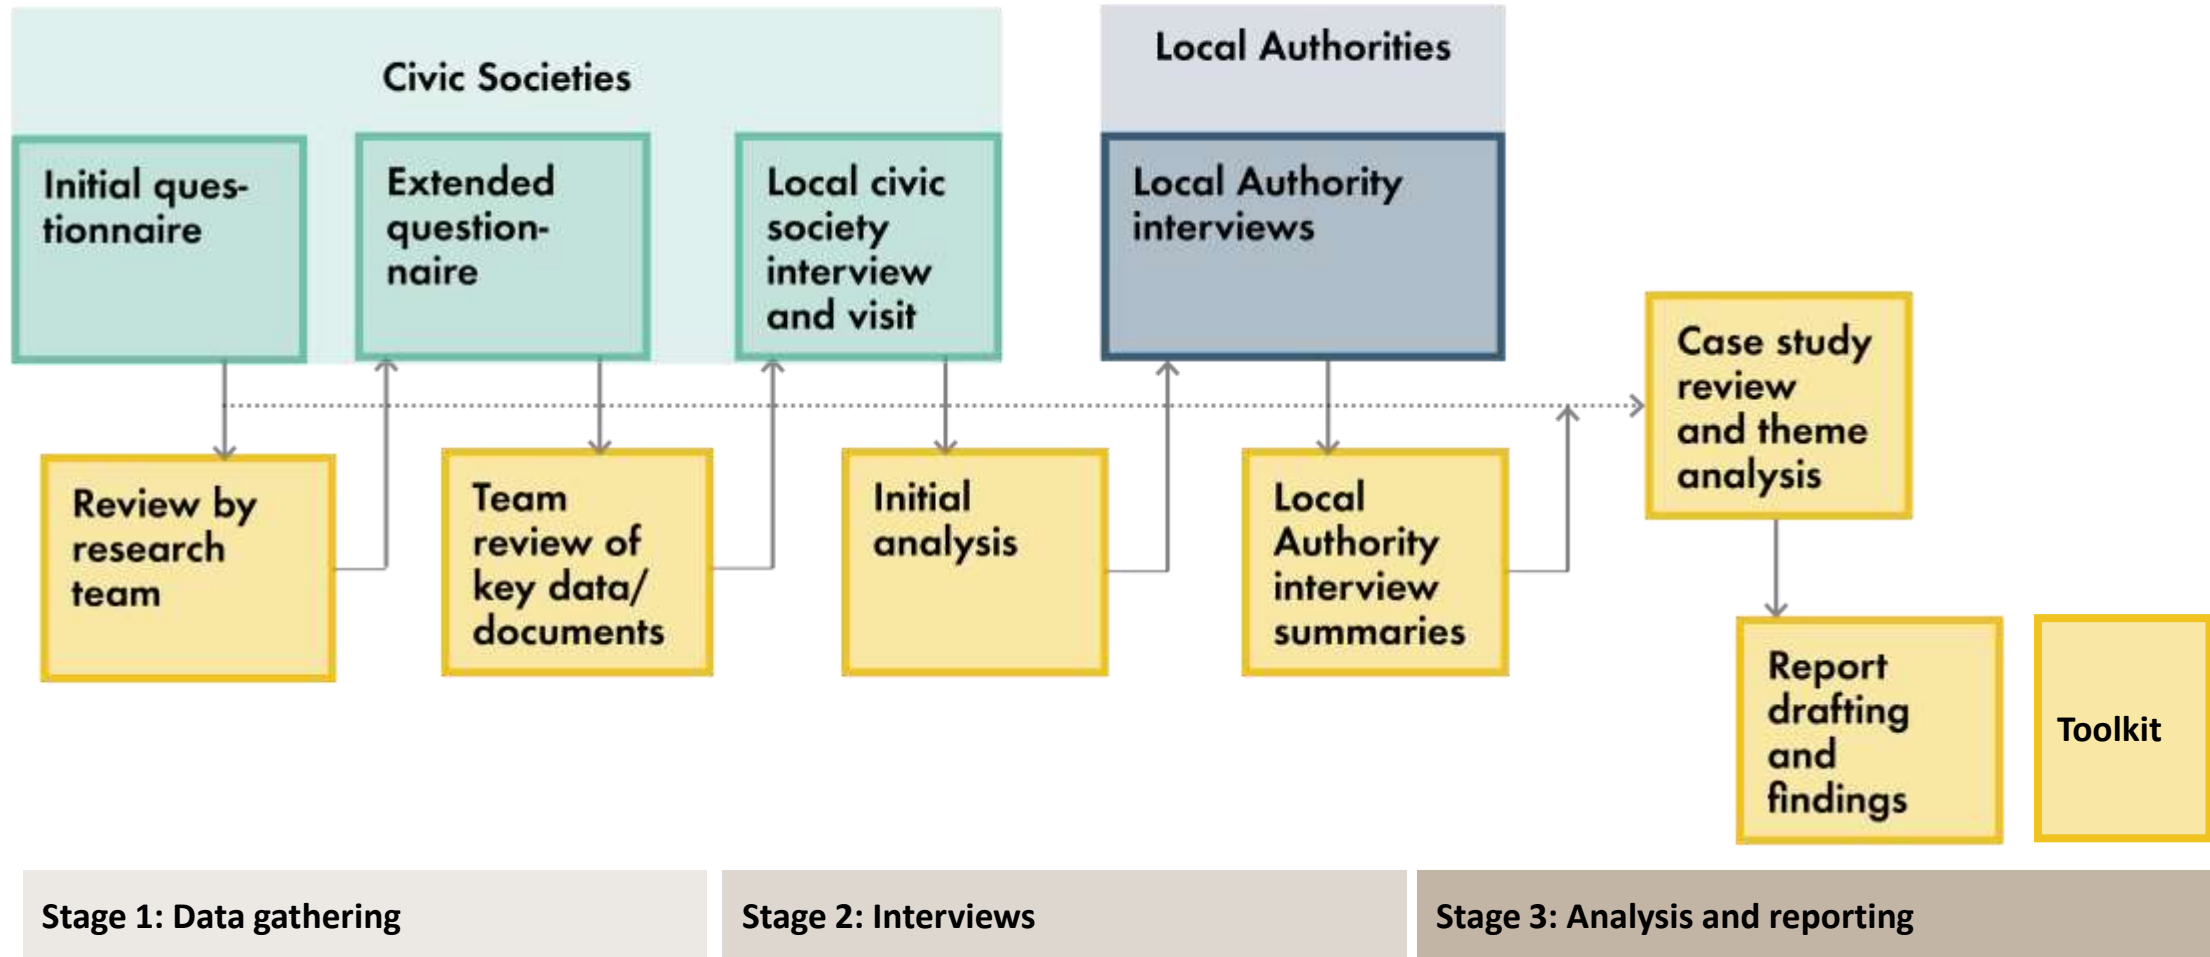 Civic Societies
Local Authorities
Initial ques-
tionnaire
Extended
question-
naire
Local civic
society
interview
and visit
Local Authority
interviews
Case study
review
and theme
analysis
Review by
research
team
Team
review of
key data/
documents
Initial
analysis
Local
Authority
interview
summaries
Report
drafting
and
findings
Toolkit
Stage 1: Data gathering
Stage 2: Interviews
Stage 3: Analysis and reporting